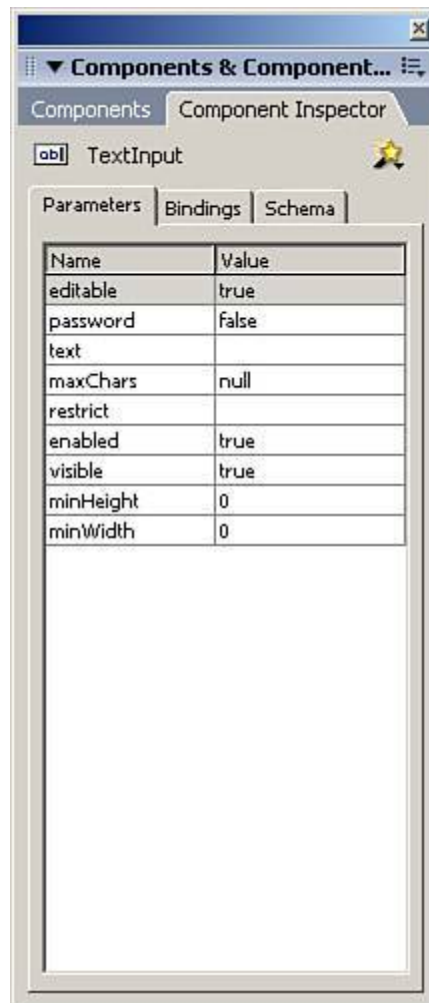 Components & Component...
Components Component Inspector
abl TextInput
Parameters Bindings Schema
Name Value
editable true
password false
text
maxChars null
restrict
enabled true
visible true
minHeight 0
minWidth 0